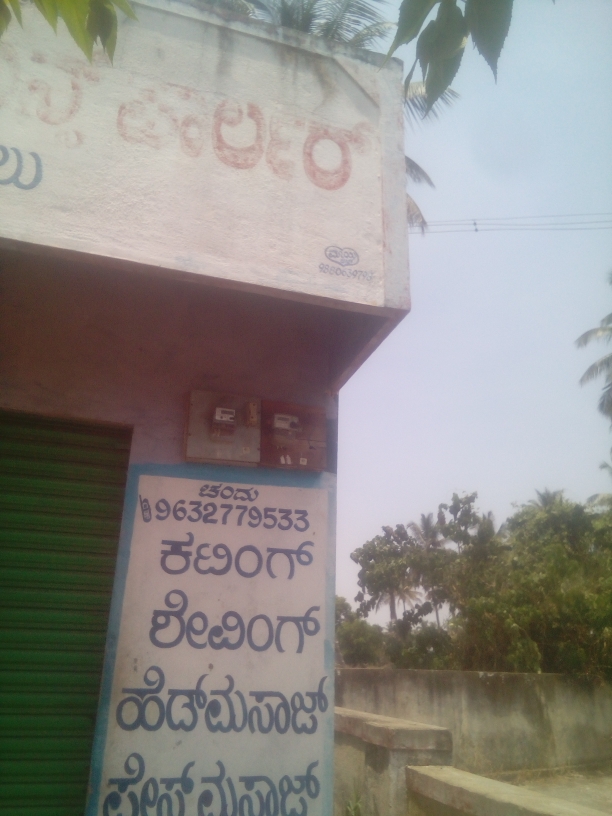 ಪಾರ್ಲರ್
ಲು
ಚಂದು
9632779533
ಕಟಿಂಗ್
ಶೇವಿಂಗ್
ಹೆಡ್‌ಮಸಾಜ್
ಫೇಸ್ ಮಸಾಜ್